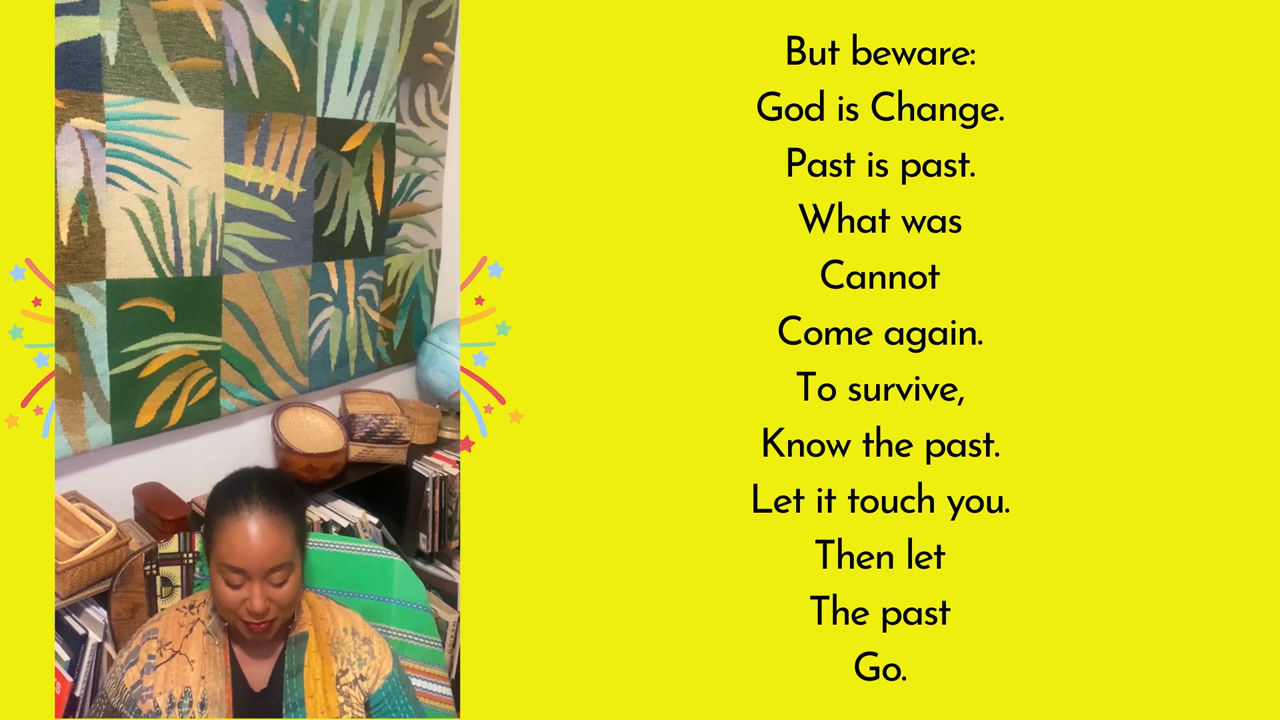 But beware:
God is Change.
Past is past.
What was
Cannot
Come again.
To survive,
Know the past.
Let it touch you.
Then let
The past
Go.